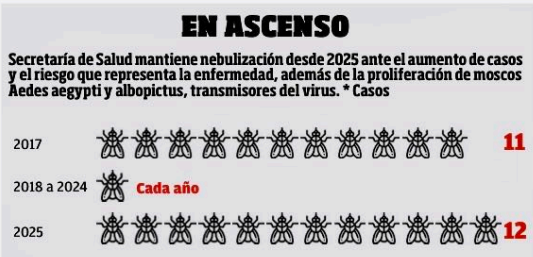 EN ASCENSO
Secretaría de Salud mantiene nebulización desde 2025 ante el aumento de casos
y el riesgo que representa la enfermedad, además de la proliferación de moscos
Aedes aegypti y albopictus, transmisores del virus. * Casos
2017 11
2018 a 2024 Cada año
2025 12